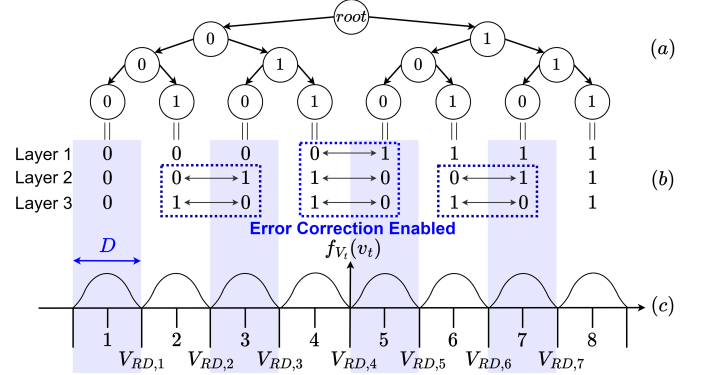 root
0 1 (a)
0 1 0 1
0 1 0 1 0 1 0 1
Layer 1 0 0 0 0 1 1 1 1
Layer 2 0 0 1 1 0 0 1 1 (b)
Layer 3 0 1 0 1 0 1 0 1
Error Correction Enabled
D f_{V_t}(v_t)
(c)
1 2 3 4 5 6 7 8
V_{RD,1} V_{RD,2} V_{RD,3} V_{RD,4} V_{RD,5} V_{RD,6} V_{RD,7}